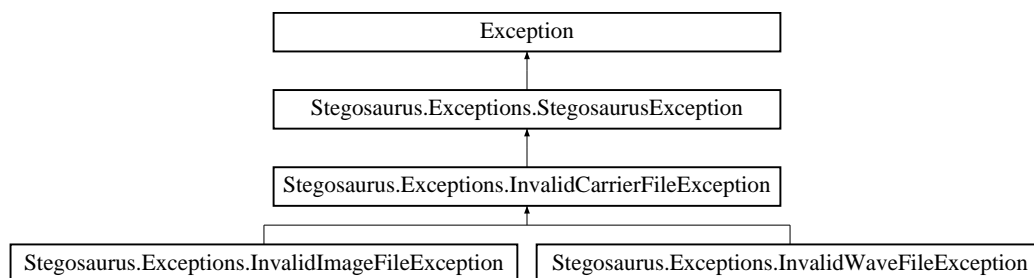 Exception
Stegosaurus.Exceptions.StegosaurusException
Stegosaurus.Exceptions.InvalidCarrierFileException
Stegosaurus.Exceptions.InvalidImageFileException
Stegosaurus.Exceptions.InvalidWaveFileException